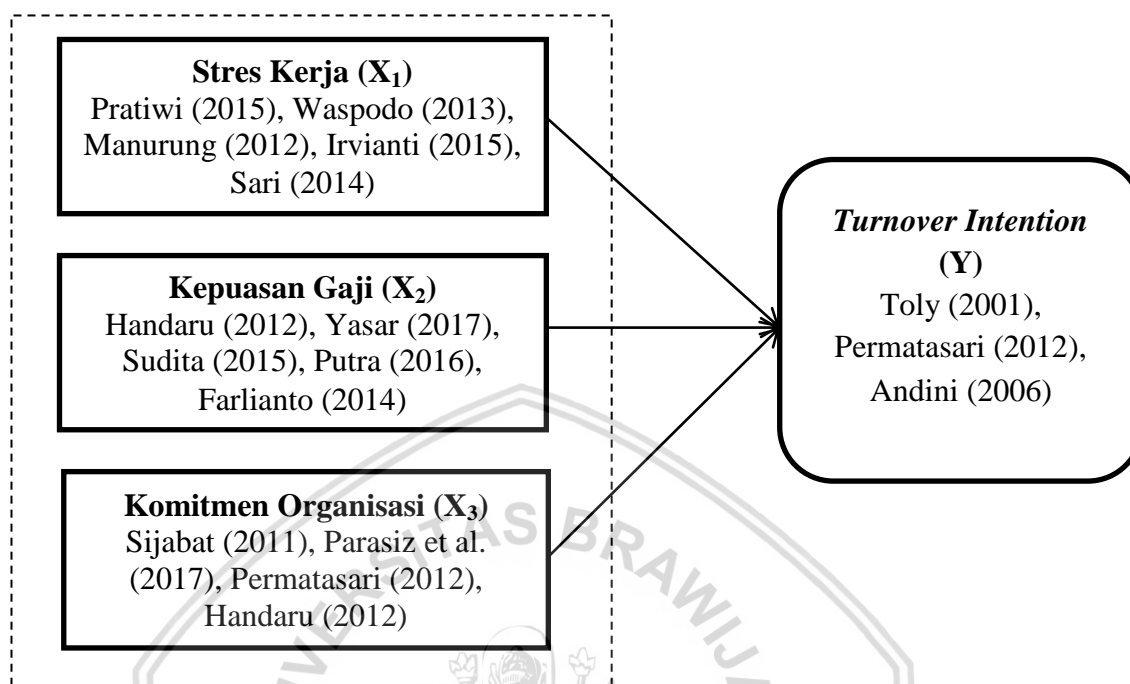 Stres Kerja (X₁)
Pratiwi (2015), Waspodo (2013),
Manurung (2012), Irvianti (2015),
Sari (2014)
Kepuasan Gaji (X₂)
Handaru (2012), Yasar (2017),
Sudita (2015), Putra (2016),
Farlianto (2014)
Komitmen Organisasi (X₃)
Sijabat (2011), Parasiz et al.
(2017), Permatasari (2012),
Handaru (2012)
Turnover Intention
(Y)
Toly (2001),
Permatasari (2012),
Andini (2006)